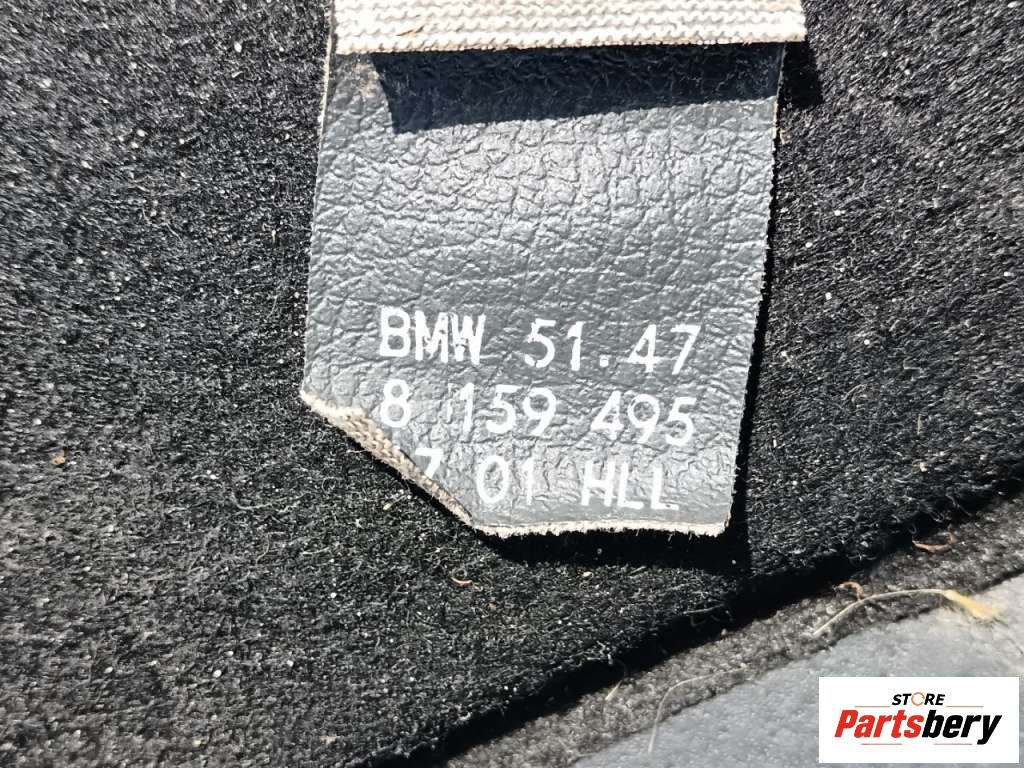 BMW 51.47
8 159 495
7 01 HLL
STORE
Partsbery